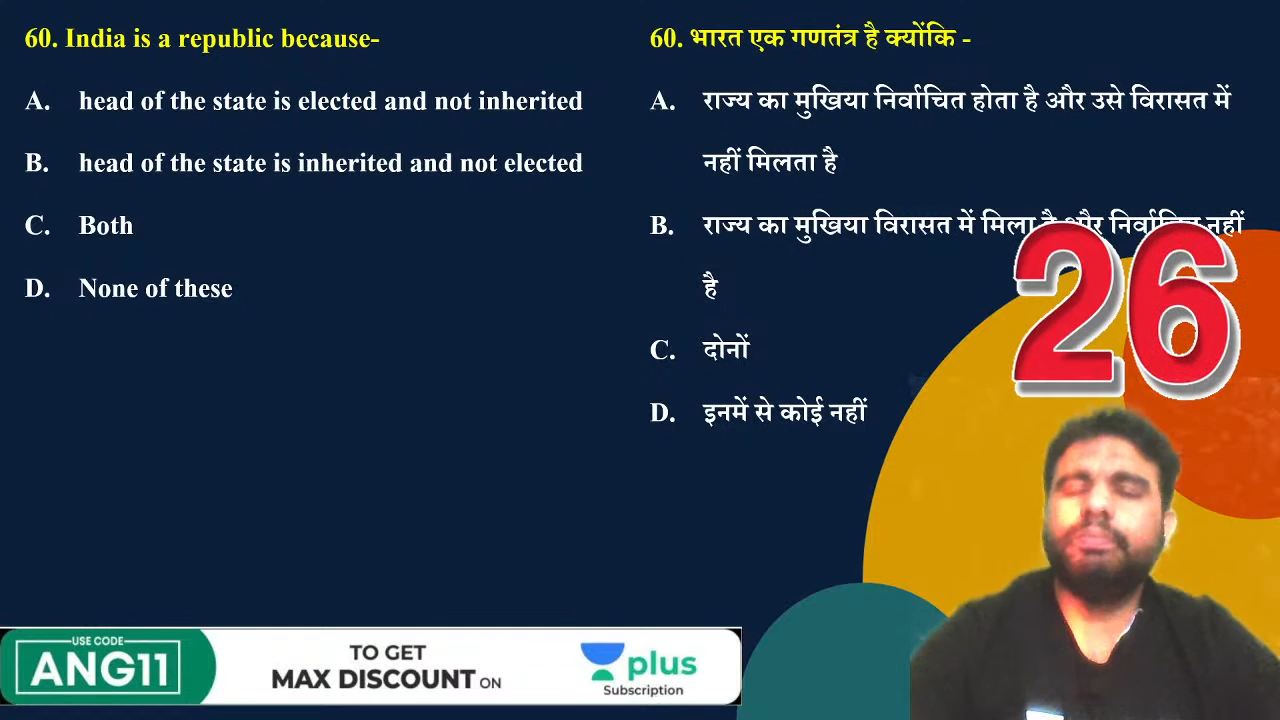 60. India is a republic because-
A. head of the state is elected and not inherited
B. head of the state is inherited and not elected
C. Both
D. None of these
60. भारत एक गणतंत्र है क्योंकि -
A. राज्य का मुखिया निर्वाचित होता है और उसे विरासत में
नहीं मिलता है
B. राज्य का मुखिया विरासत में मिला है और निर्वाचित नहीं
है
C. दोनों
D. इनमें से कोई नहीं
26
USE CODE
ANG11
TO GET
MAX DISCOUNT ON
plus
Subscription